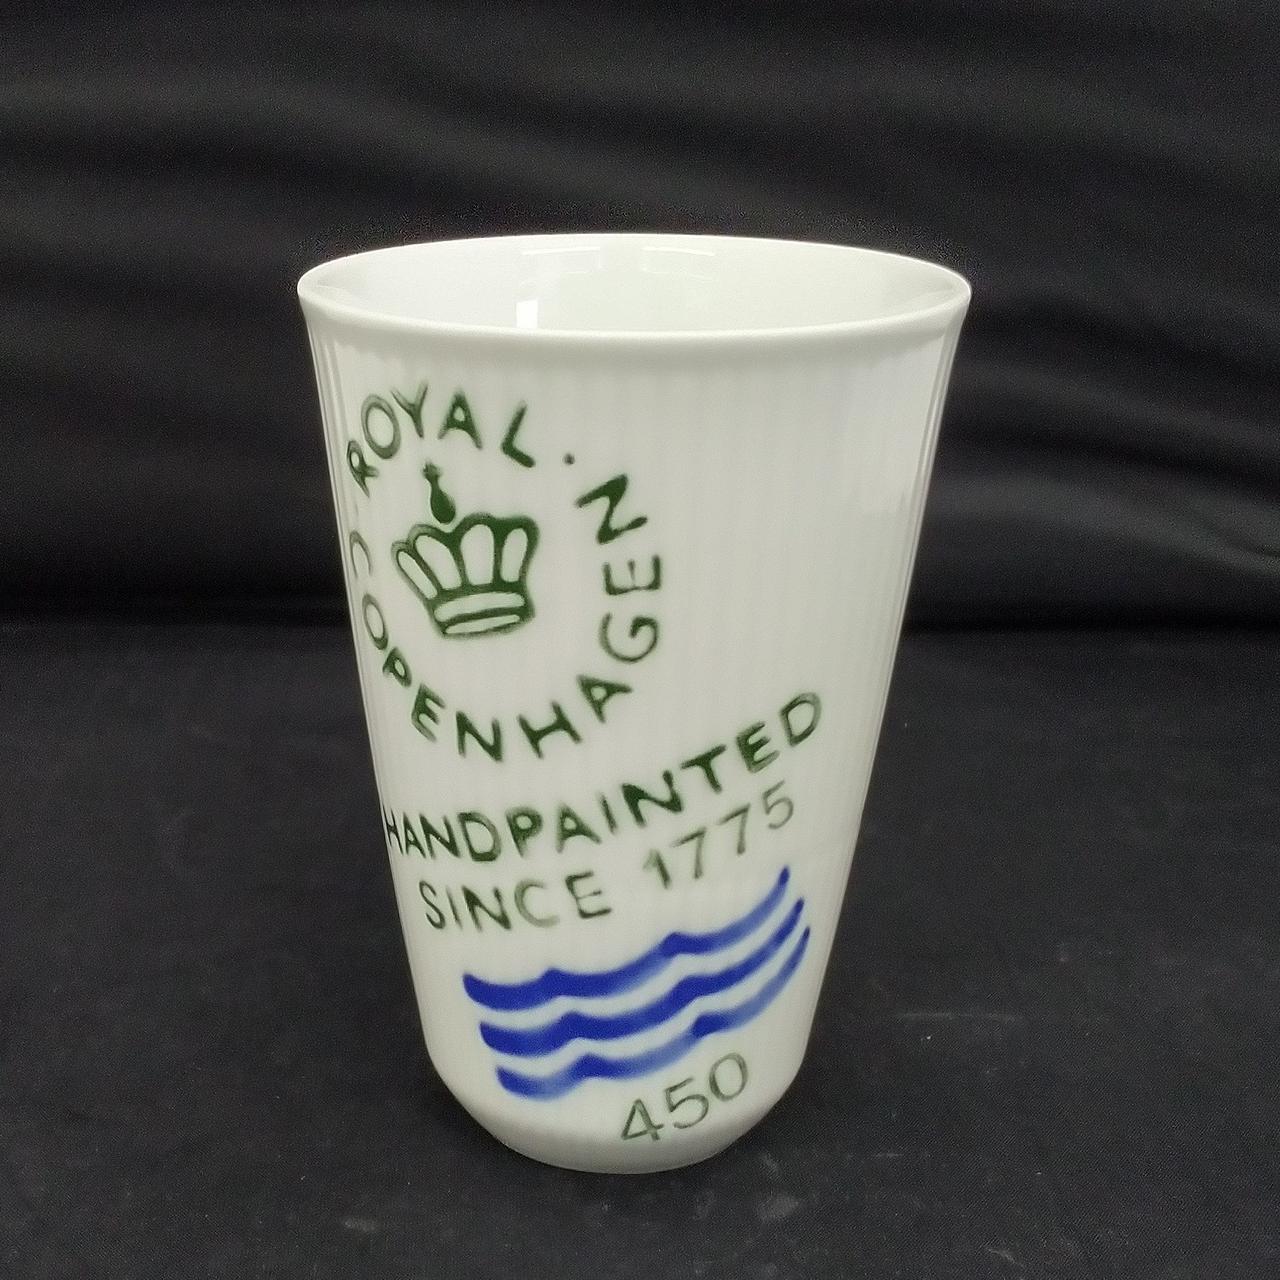 ROYAL · COPENHAGEN
HANDPAINTED
SINCE 1775
450